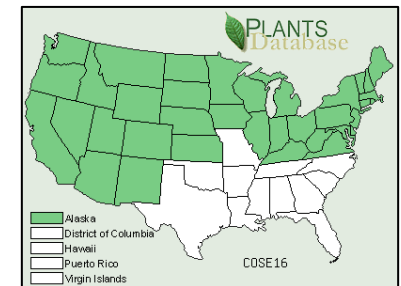 PLANTS
Database
Alaska
District of Columbia
Hawaii
Puerto Rico
Virgin Islands
COSE16